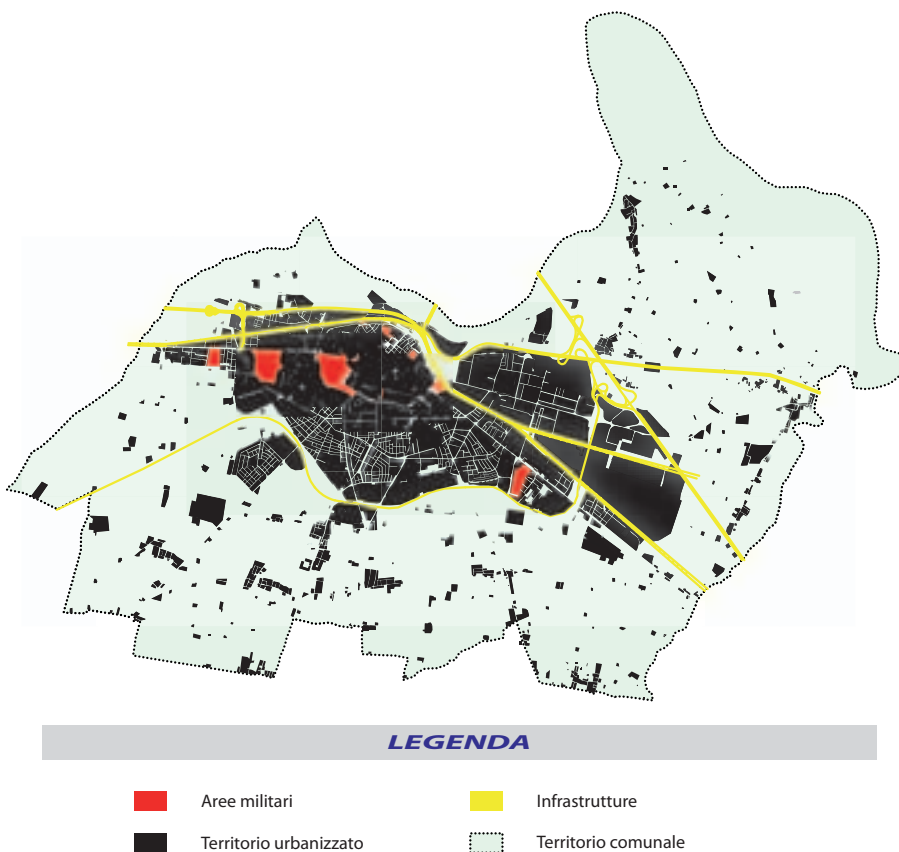 LEGENDA
Aree militari
Infrastrutture
Territorio urbanizzato
Territorio comunale